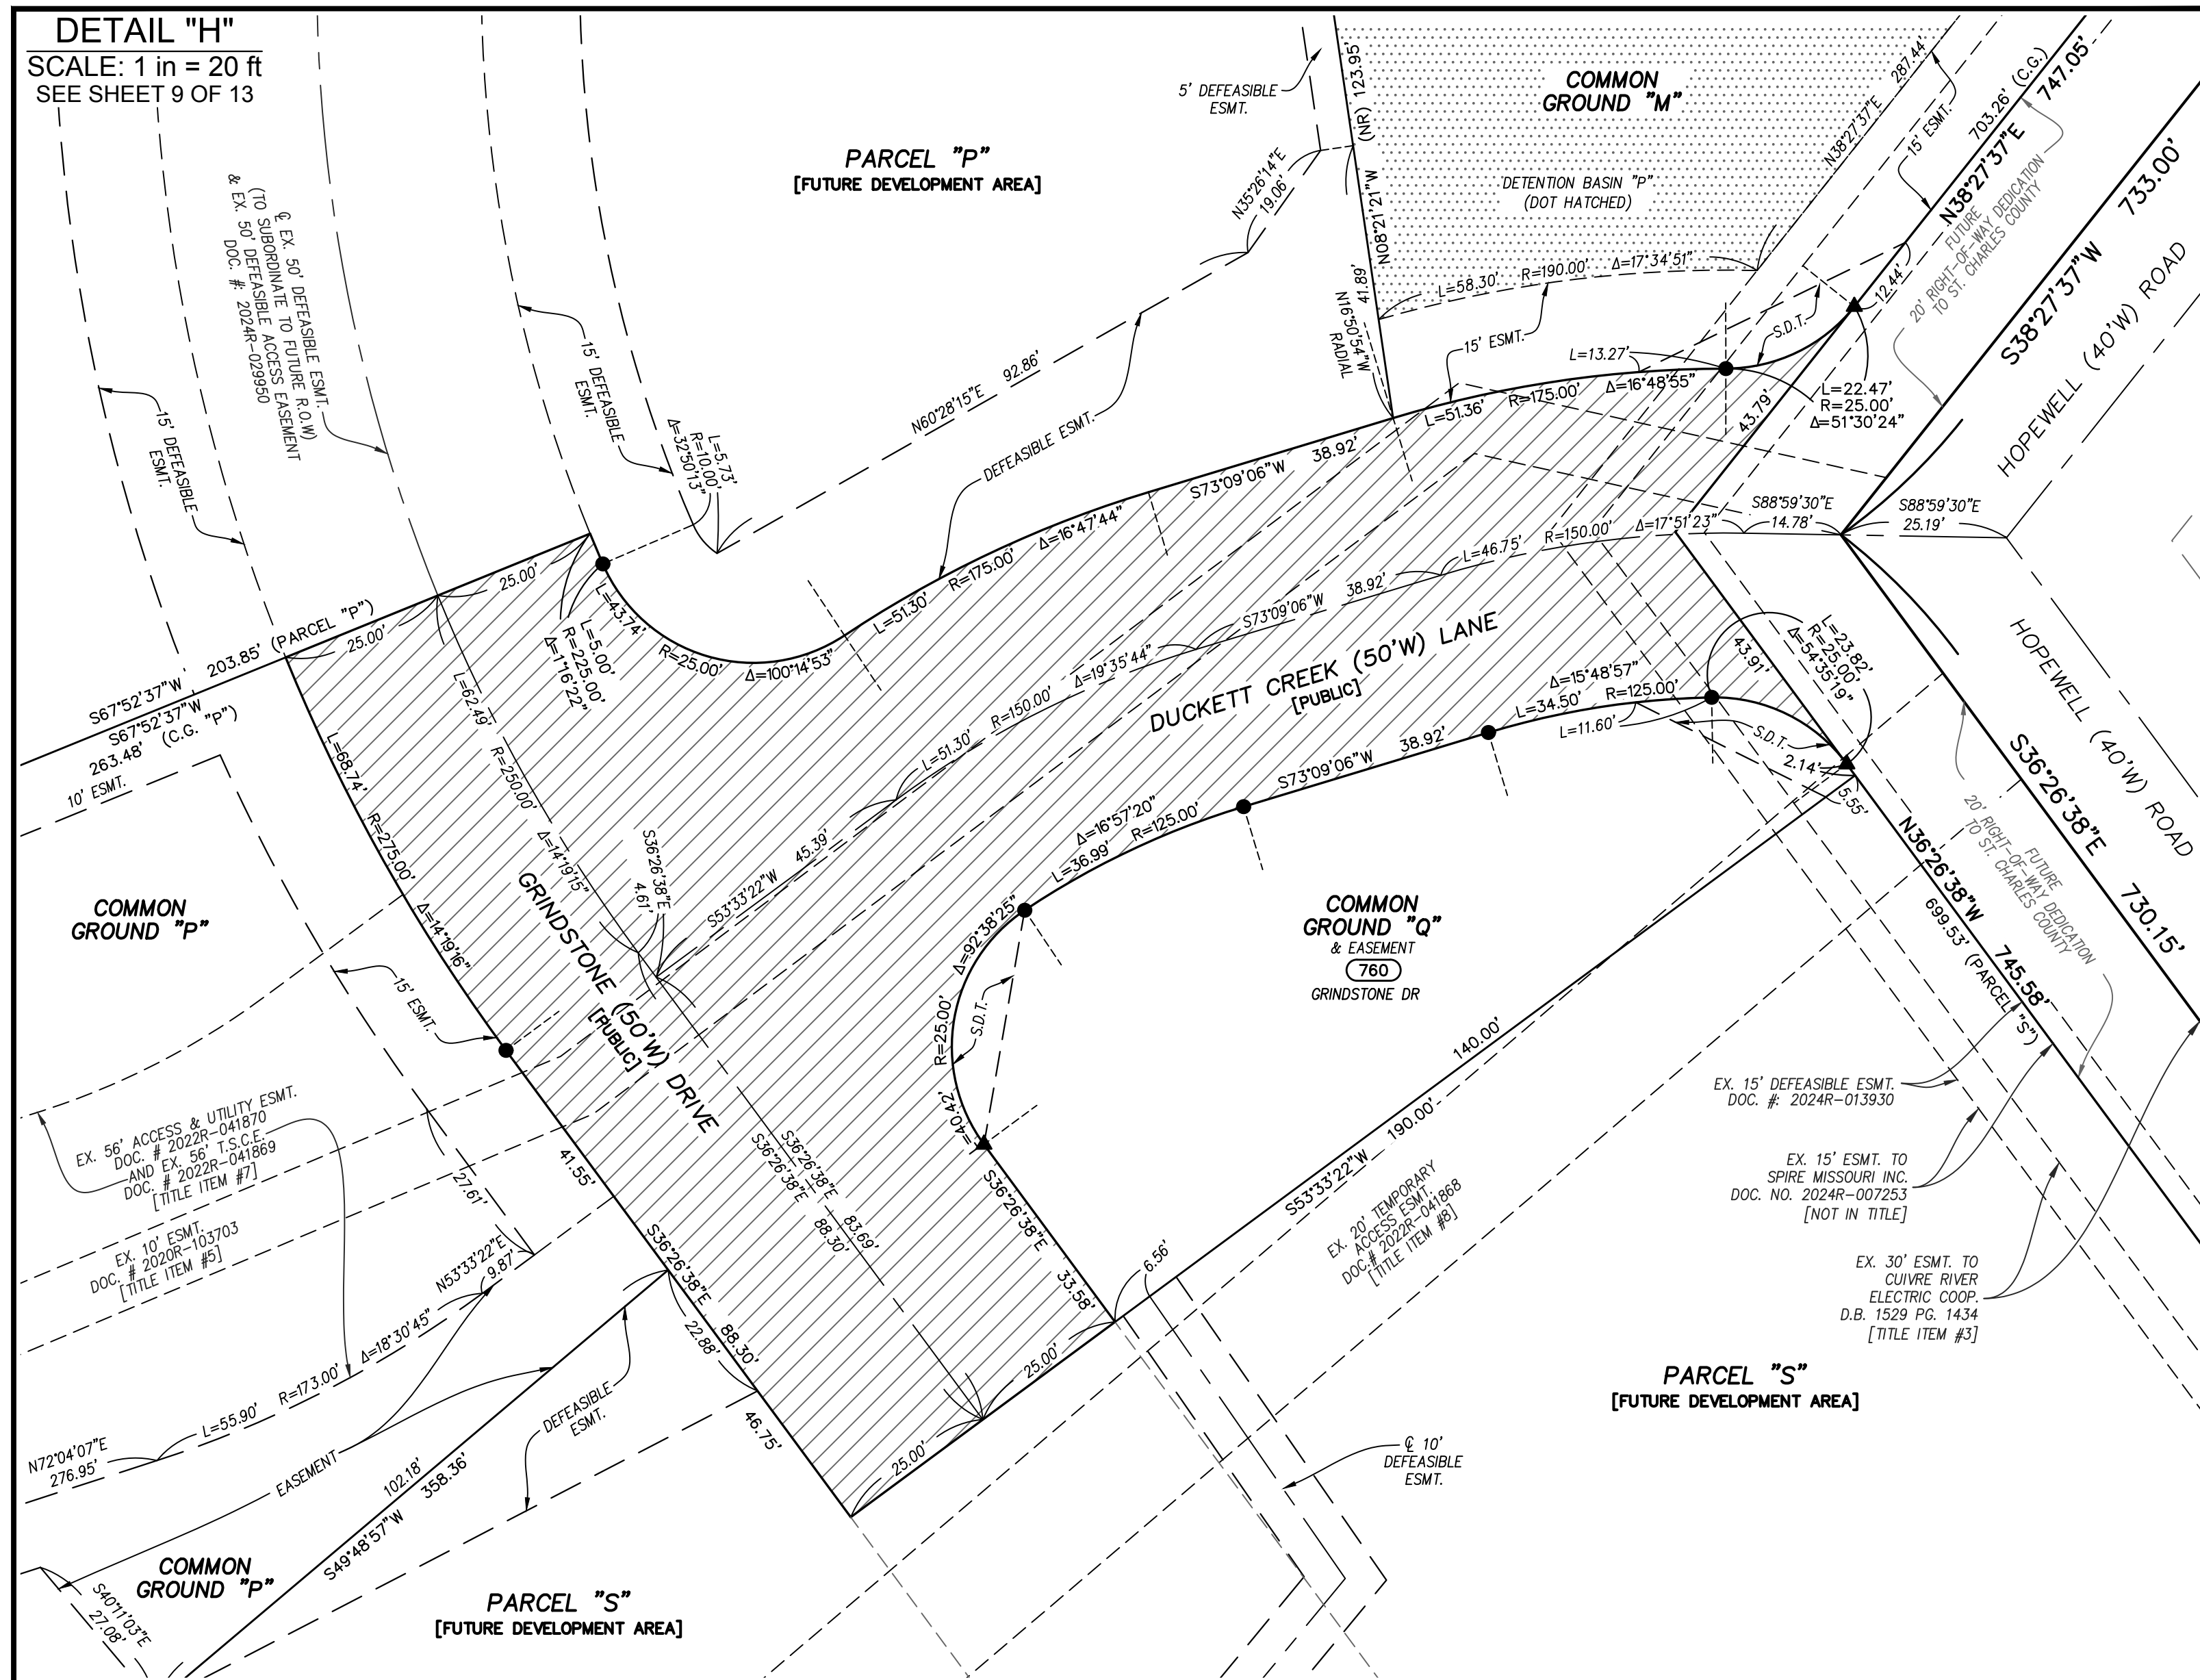 DETAIL "H"
SCALE: 1 in = 20 ft
SEE SHEET 9 OF 13
PARCEL "P"
[FUTURE DEVELOPMENT AREA]
5' DEFEASIBLE
ESMT.
COMMON
GROUND "M"
DETENTION BASIN "P"
(DOT HATCHED)
N08°21'21"W (NR) 123.95'
N38°27'37"E 287.44'
15' ESMT.
703.26' (C.G.)
N38°27'37"E 747.05'
FUTURE
20' RIGHT-OF-WAY DEDICATION
TO ST. CHARLES COUNTY
S38°27'37"W 733.00'
HOPEWELL (40'W) ROAD
℄ EX. 50' DEFEASIBLE ESMT.
(TO SUBORDINATE TO FUTURE R.O.W)
& EX. 50' DEFEASIBLE ACCESS EASEMENT
DOC. #: 2024R-029950
15' DEFEASIBLE
ESMT.
15' DEFEASIBLE
ESMT.
N35°26'14"E
19.06'
N60°28'15"E 92.86'
DEFEASIBLE ESMT.
L=5.73'
R=10.00'
Δ=32°50'13"
41.89'
N16°50'54"W
RADIAL
L=58.30' R=190.00' Δ=17°34'51"
15' ESMT.
L=13.27'
S.D.T.
12.44'
L=51.36' R=175.00' Δ=16°48'55"
L=22.47'
R=25.00'
Δ=51°30'24"
43.79'
S73°09'06"W 38.92'
S88°59'30"E
14.78'
S88°59'30"E
25.19'
L=51.30' R=175.00' Δ=16°47'44"
L=46.75' R=150.00' Δ=17°51'23"
S73°09'06"W 38.92'
L=51.30' R=150.00' Δ=19°35'44"
DUCKETT CREEK (50'W) LANE
[PUBLIC]
25.00'
25.00'
S67°52'37"W 203.85' (PARCEL "P")
S67°52'37"W
263.48' (C.G. "P")
10' ESMT.
L=5.00'
R=225.00'
Δ=1°16'22"
L=43.74'
R=25.00'
Δ=100°14'53"
L=62.49' R=250.00' Δ=14°19'15"
L=68.74' R=275.00' Δ=14°19'16"
S36°26'38"E
4.61'
S53°33'22"W 45.39'
GRINDSTONE (50'W) DRIVE
[PUBLIC]
L=36.99' R=125.00'
Δ=16°57'20"
S73°09'06"W 38.92'
Δ=15°48'57"
L=34.50' R=125.00'
L=11.60'
S.D.T.
43.91'
L=23.82'
R=25.00'
Δ=54°35'19"
2.14'
5.55'
HOPEWELL (40'W) ROAD
S36°26'38"E 730.15'
FUTURE
20' RIGHT-OF-WAY DEDICATION
TO ST. CHARLES COUNTY
N36°26'38"W 745.58'
699.53' (PARCEL "S")
COMMON
GROUND "P"
15' ESMT.
COMMON
GROUND "Q"
& EASEMENT
760
GRINDSTONE DR
Δ=92°38'25"
R=25.00'
L=40.42'
S.D.T.
140.00'
190.00'
S53°33'22"W
EX. 56' ACCESS & UTILITY ESMT.
DOC. # 2022R-041870
AND EX. 56' T.S.C.E.
DOC. # 2022R-041869
[TITLE ITEM #7]
EX. 10' ESMT.
DOC. # 2020R-103703
[TITLE ITEM #5]
27.61'
41.55'
S36°26'38"E 88.30'
22.88'
46.75'
S36°26'38"E 83.69'
S36°26'38"E 88.30'
S36°26'38"E 33.58'
6.56'
25.00'
25.00'
EX. 20' TEMPORARY
ACCESS ESMT.
DOC.# 2022R-041868
[TITLE ITEM #8]
EX. 15' DEFEASIBLE ESMT.
DOC. #: 2024R-013930
EX. 15' ESMT. TO
SPIRE MISSOURI INC.
DOC. NO. 2024R-007253
[NOT IN TITLE]
EX. 30' ESMT. TO
CUIVRE RIVER
ELECTRIC COOP.
D.B. 1529 PG. 1434
[TITLE ITEM #3]
N53°33'22"E
9.87'
N72°04'07"E
276.95'
L=55.90' R=173.00' Δ=18°30'45"
EASEMENT
DEFEASIBLE
ESMT.
102.18'
S49°48'57"W 358.36'
PARCEL "S"
[FUTURE DEVELOPMENT AREA]
℄ 10'
DEFEASIBLE
ESMT.
COMMON
GROUND "P"
S40°11'03"E
27.08'
PARCEL "S"
[FUTURE DEVELOPMENT AREA]